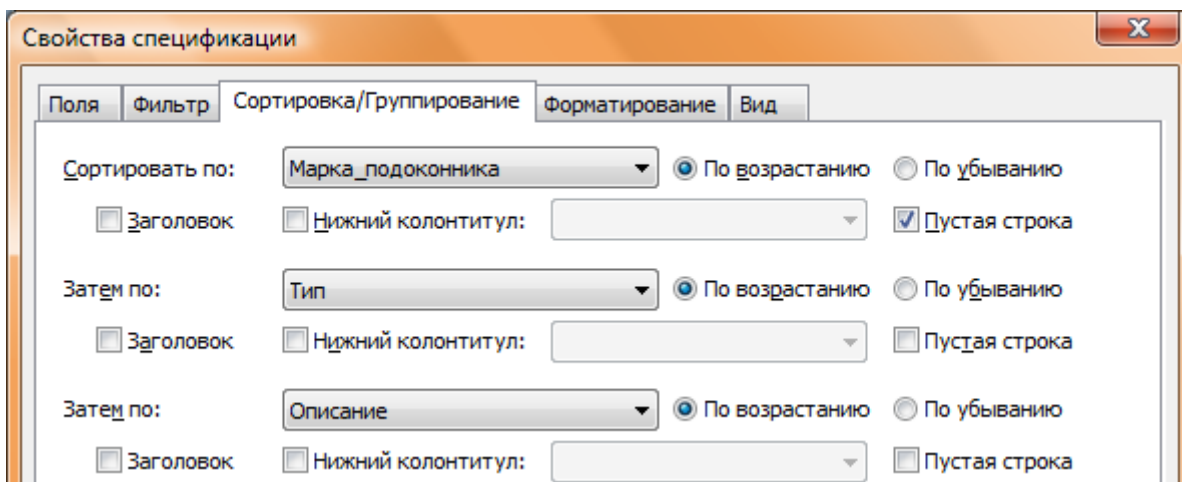 Свойства спецификации
Поля Фильтр Сортировка/Группирование Форматирование Вид
Сортировать по: Марка_подоконника По возрастанию По убыванию
Заголовок Нижний колонтитул: Пустая строка
Затем по: Тип По возрастанию По убыванию
Заголовок Нижний колонтитул: Пустая строка
Затем по: Описание По возрастанию По убыванию
Заголовок Нижний колонтитул: Пустая строка